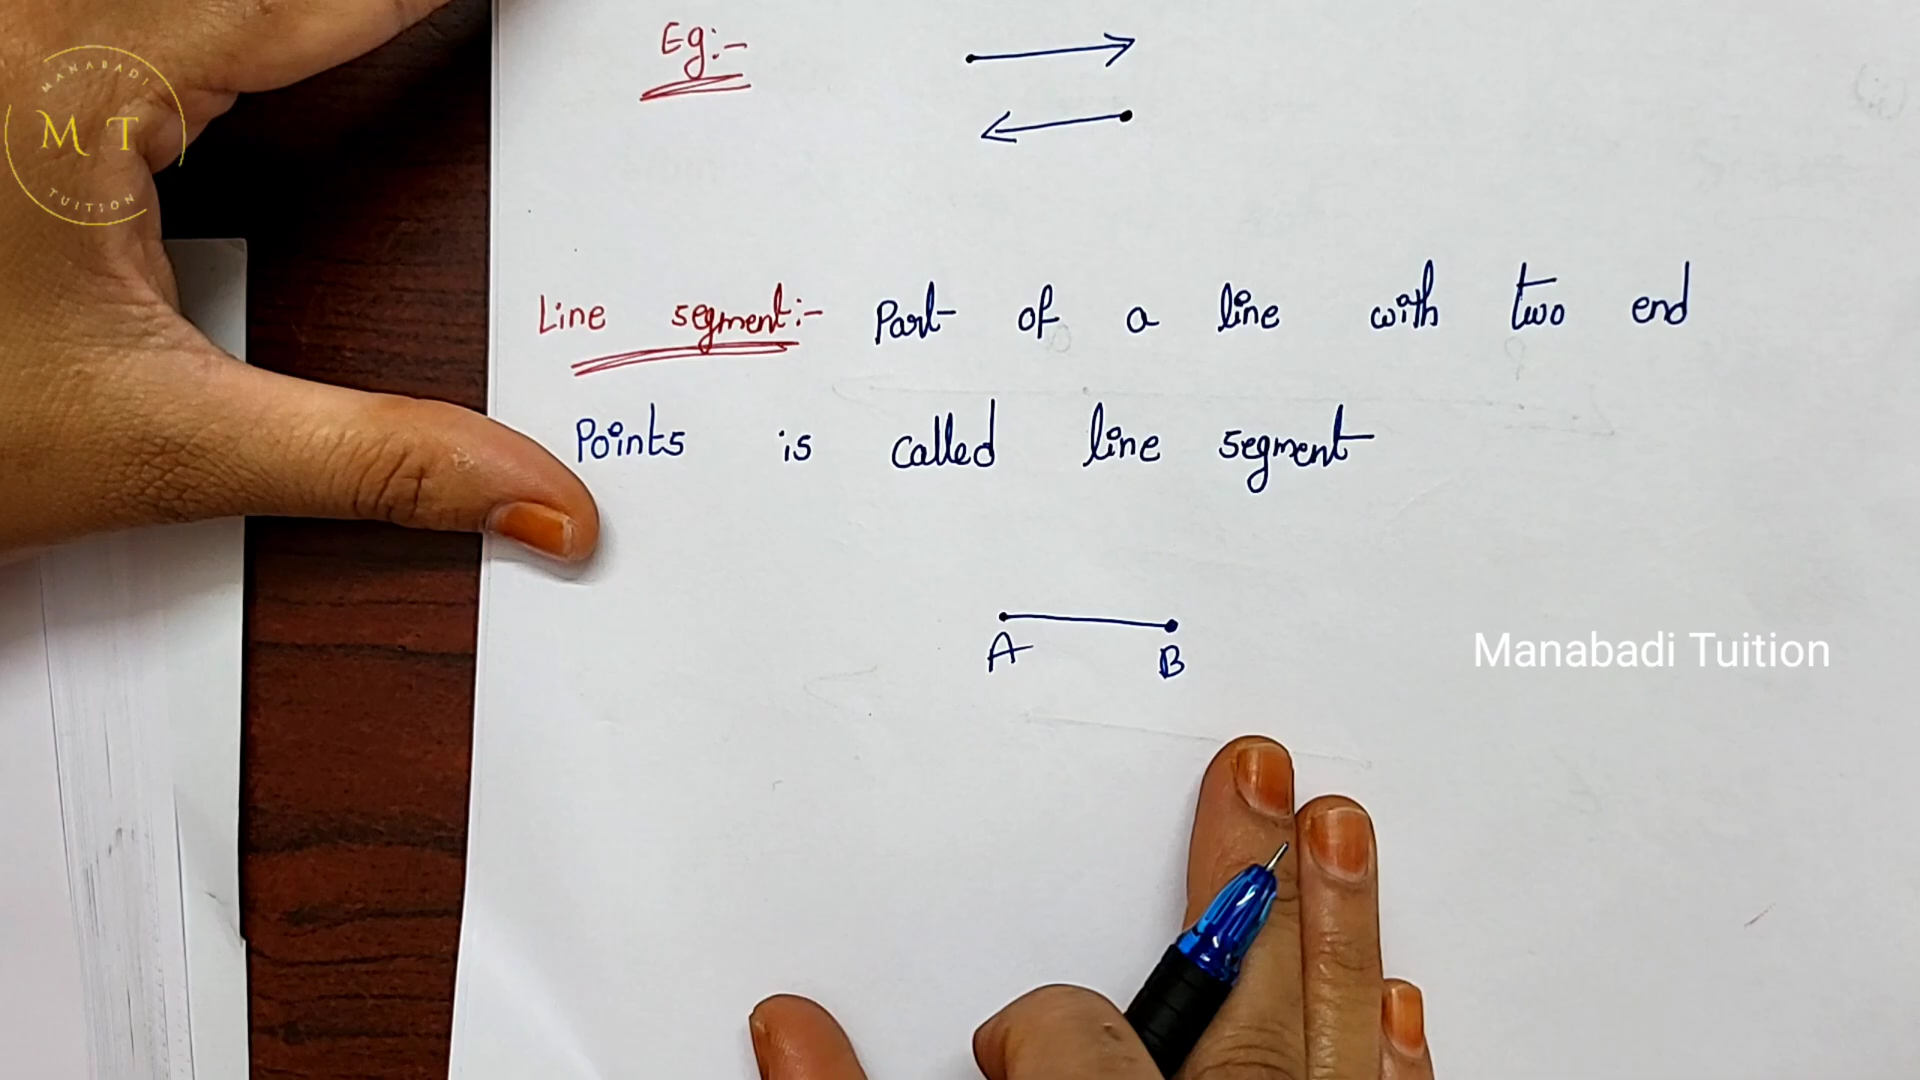 MANABADI
M T
TUITION
Eg:-
Line segment:- Part of a line with two end
Points is called line segment
A B
Manabadi Tuition